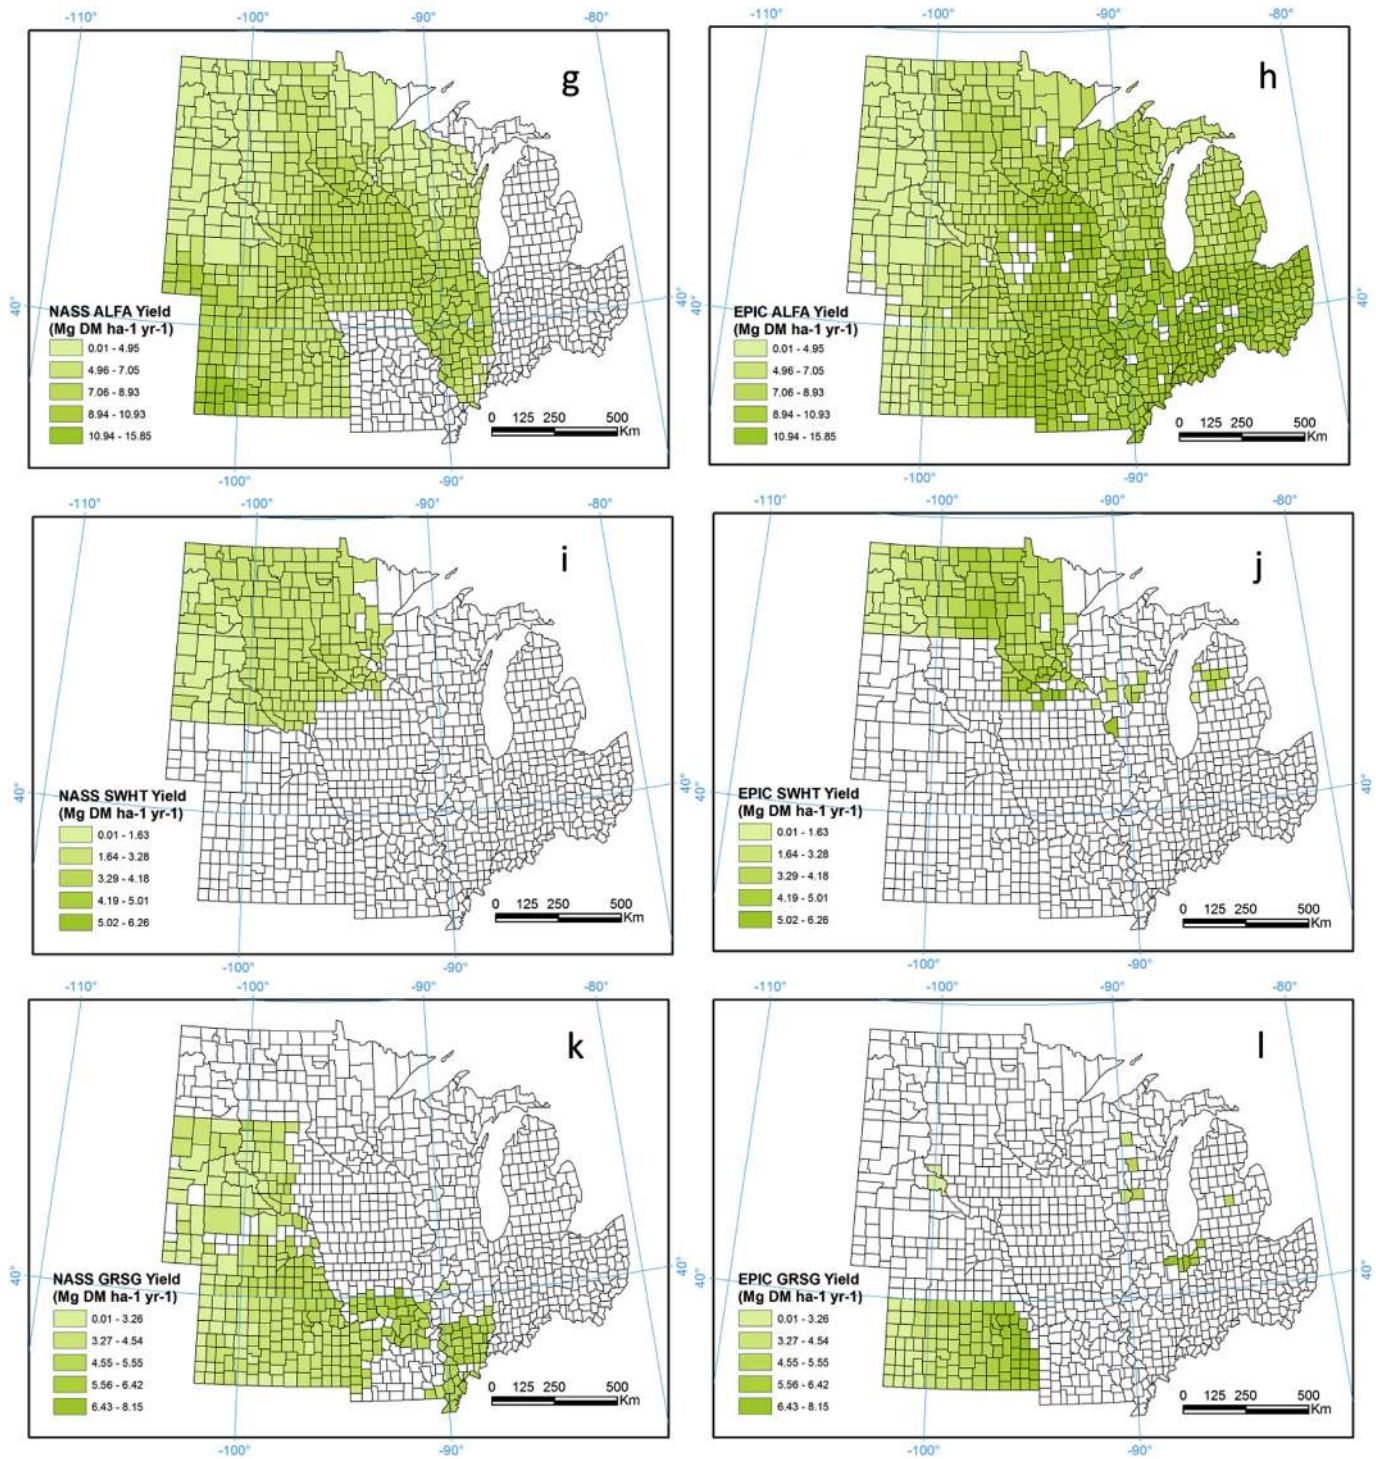 -110° -100° -90° -80°
g
40° 40°
NASS ALFA Yield
(Mg DM ha-1 yr-1)
0.01 - 4.95
4.96 - 7.05
7.06 - 8.93
8.94 - 10.93
10.94 - 15.85
0 125 250 500
Km
-100° -90°
-110° -100° -90° -80°
h
40° 40°
EPIC ALFA Yield
(Mg DM ha-1 yr-1)
0.01 - 4.95
4.96 - 7.05
7.06 - 8.93
8.94 - 10.93
10.94 - 15.85
0 125 250 500
Km
-100° -90°
-110° -100° -90° -80°
i
40° 40°
NASS SWHT Yield
(Mg DM ha-1 yr-1)
0.01 - 1.63
1.64 - 3.28
3.29 - 4.18
4.19 - 5.01
5.02 - 6.26
0 125 250 500
Km
-100° -90°
-110° -100° -90° -80°
j
40° 40°
EPIC SWHT Yield
(Mg DM ha-1 yr-1)
0.01 - 1.63
1.64 - 3.28
3.29 - 4.18
4.19 - 5.01
5.02 - 6.26
0 125 250 500
Km
-100° -90°
-110° -100° -90° -80°
k
40° 40°
NASS GRSG Yield
(Mg DM ha-1 yr-1)
0.01 - 3.26
3.27 - 4.54
4.55 - 5.55
5.56 - 6.42
6.43 - 8.15
0 125 250 500
Km
-100° -90°
-110° -100° -90° -80°
l
40° 40°
EPIC GRSG Yield
(Mg DM ha-1 yr-1)
0.01 - 3.26
3.27 - 4.54
4.55 - 5.55
5.56 - 6.42
6.43 - 8.15
0 125 250 500
Km
-100° -90°